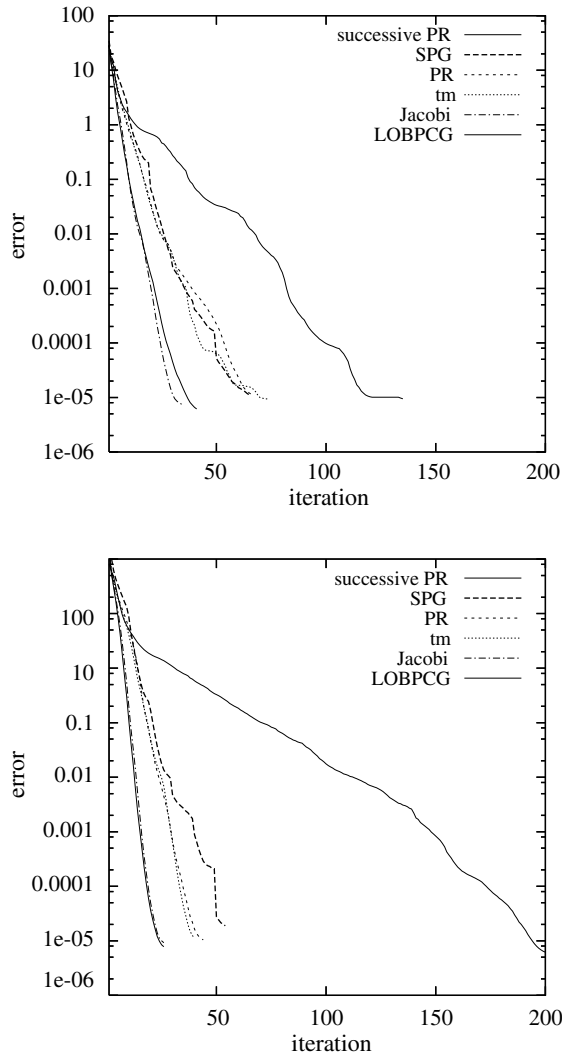 100
10
1
0.1
0.01
0.001
0.0001
1e-05
1e-06
error
successive PR
SPG
PR
tm
Jacobi
LOBPCG
50
100
150
200
iteration
100
10
0.1
0.01
0.001
0.0001
1e-05
1e-06
error
successive PR
SPG
PR
tm
Jacobi
LOBPCG
50
100
150
200
iteration